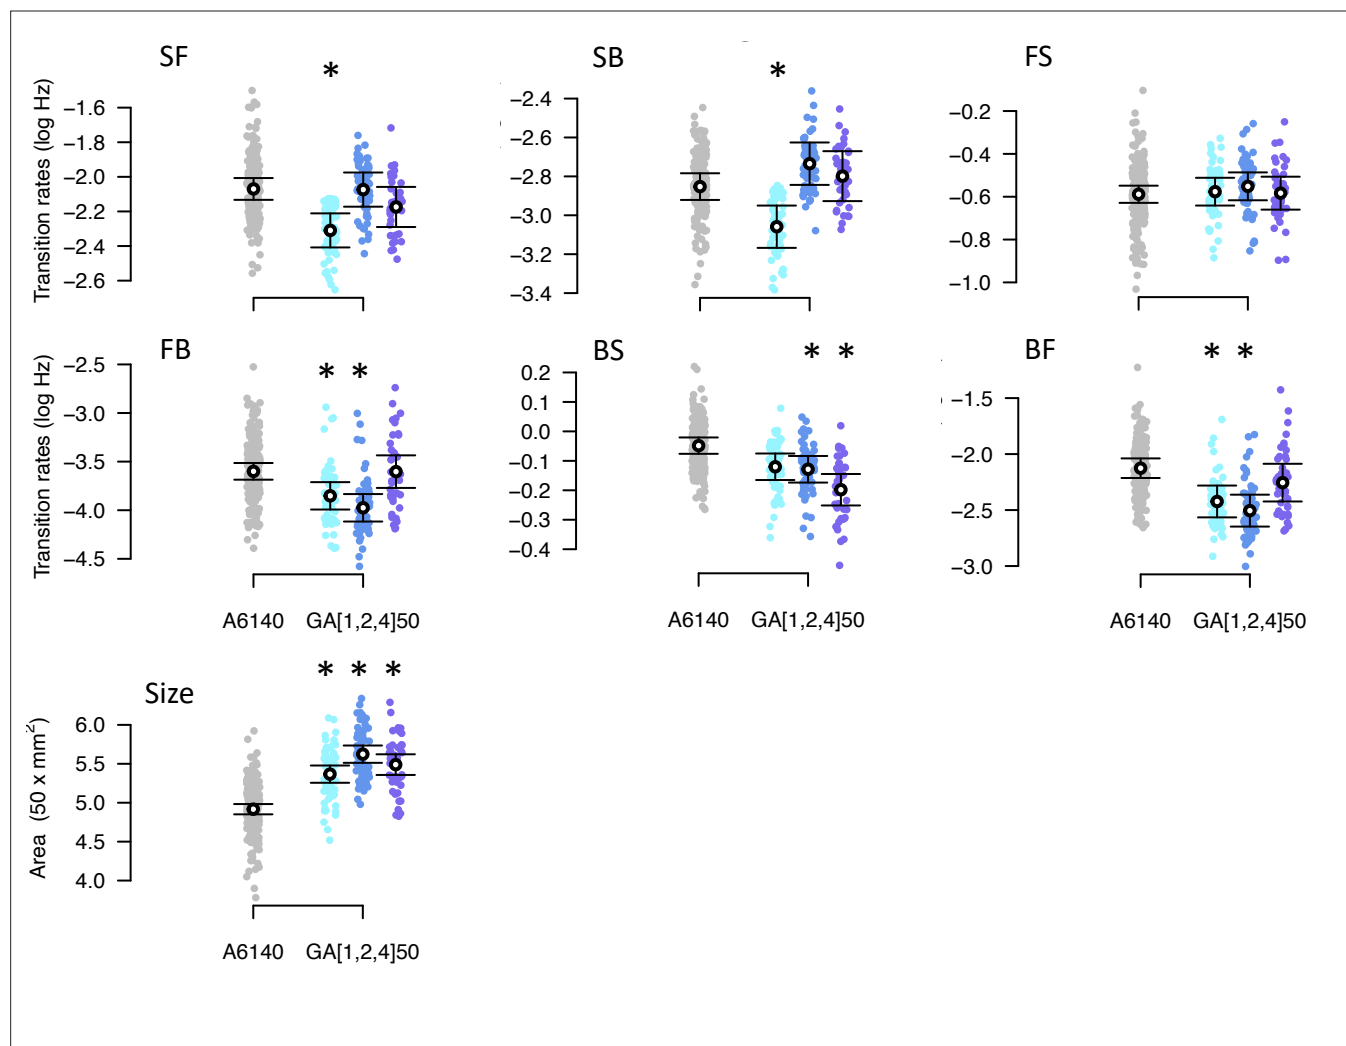 SF
SB
FS
*
*
Transition rates (log Hz)
−1.6
−1.8
−2.0
−2.2
−2.4
−2.6
−2.4
−2.6
−2.8
−3.0
−3.2
−3.4
−0.2
−0.4
−0.6
−0.8
−1.0
FB
BS
BF
* *
* *
* *
Transition rates (log Hz)
−2.5
−3.0
−3.5
−4.0
−4.5
0.2
0.1
0.0
−0.1
−0.2
−0.3
−0.4
−1.5
−2.0
−2.5
−3.0
A6140 GA[1,2,4]50
A6140 GA[1,2,4]50
A6140 GA[1,2,4]50
* * *
Size
Area (50 x mm²)
6.0
5.5
5.0
4.5
4.0
A6140 GA[1,2,4]50